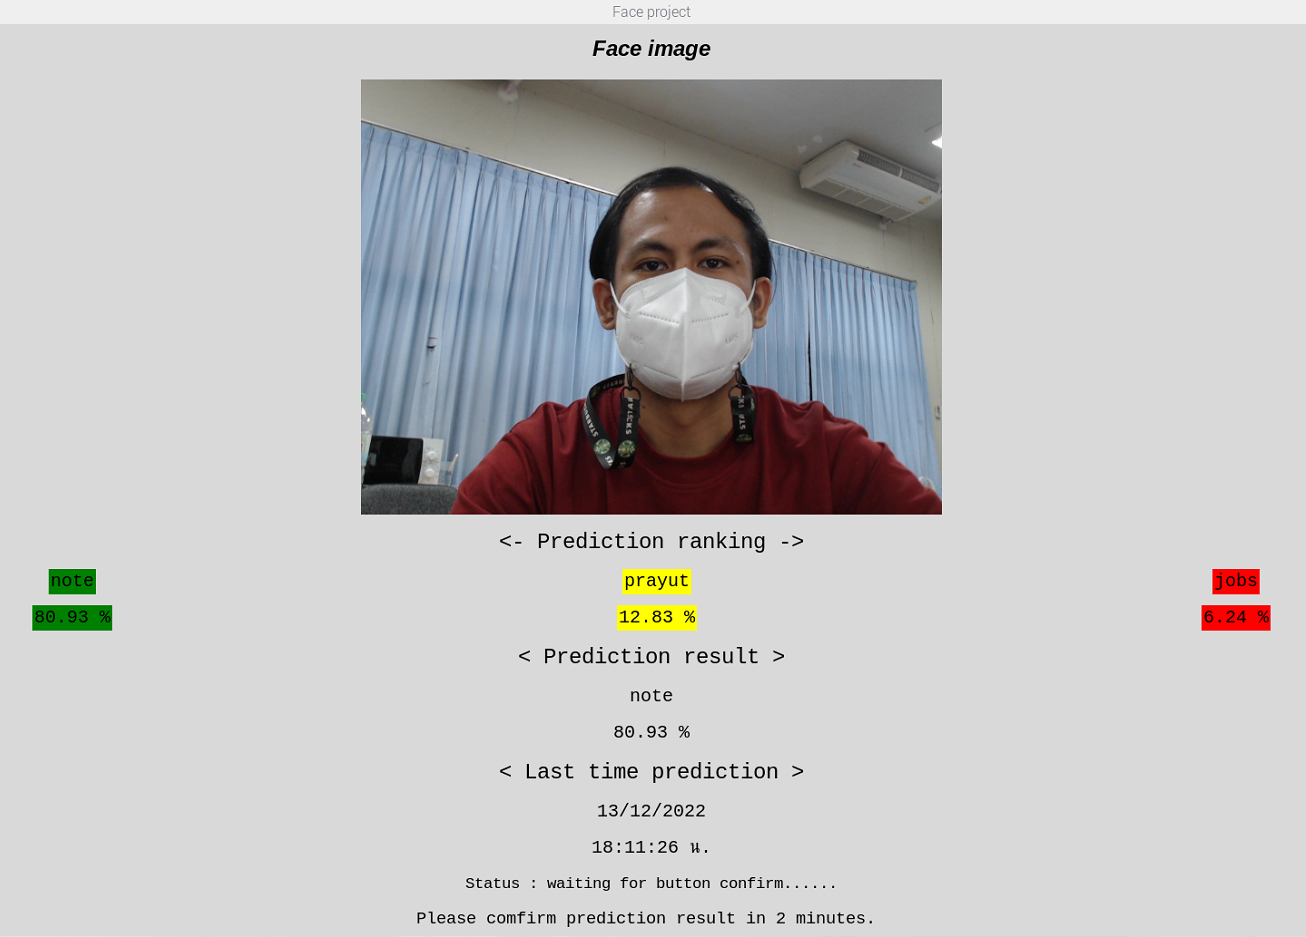 Face project
Face image
STARBUCKS
<- Prediction ranking ->
note prayut jobs
80.93 % 12.83 % 6.24 %
< Prediction result >
note
80.93 %
< Last time prediction >
13/12/2022
18:11:26 น.
Status : waiting for button confirm......
Please comfirm prediction result in 2 minutes.